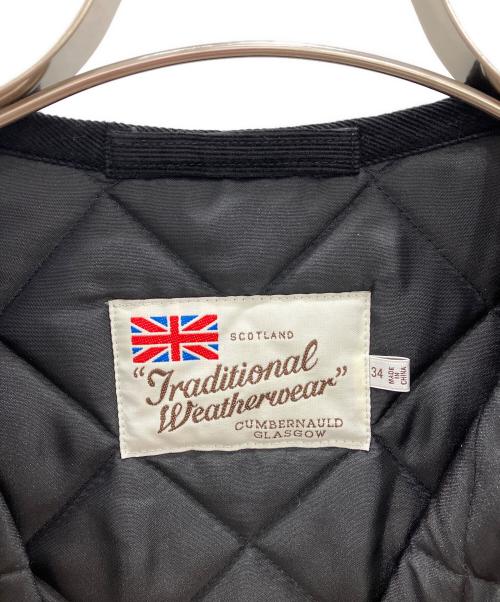 SCOTLAND
"Traditional
Weatherwear"
CUMBERNAULD
GLASGOW
34
MADE
IN
CHINA